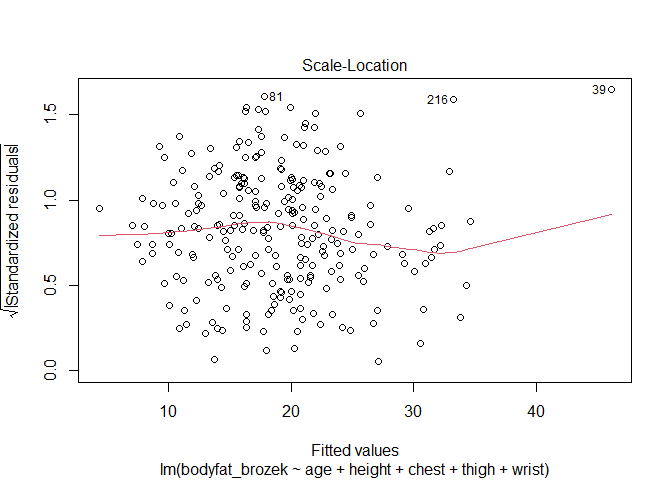 Scale-Location
√|Standardized residuals|
0.0
0.5
1.0
1.5
81
216
39
10
20
30
40
Fitted values
lm(bodyfat_brozek ~ age + height + chest + thigh + wrist)